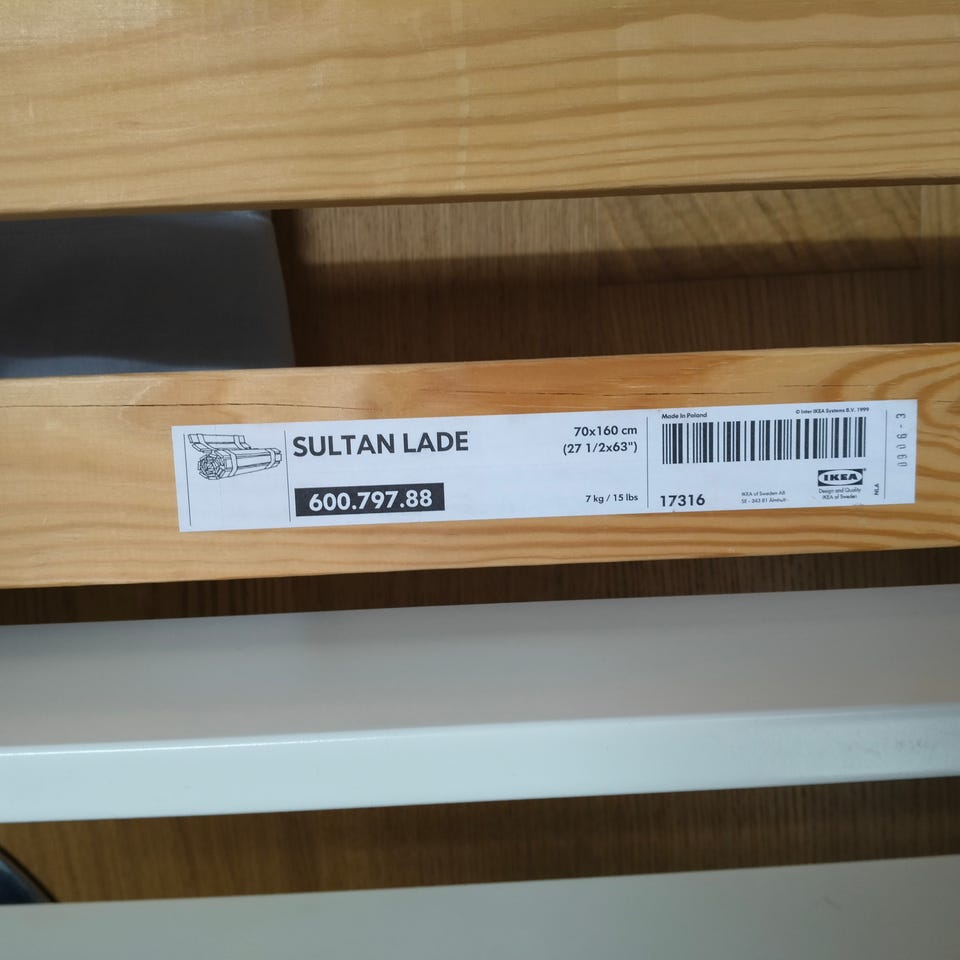 SULTAN LADE
70x160 cm
(27 1/2x63")
600.797.88
7 kg / 15 lbs
Made in Poland
© Inter IKEA Systems B.V. 1999
17316
IKEA of Sweden AB
SE - 343 81 Älmhult
IKEA
Design and Quality
IKEA of Sweden
NLA
0906-3